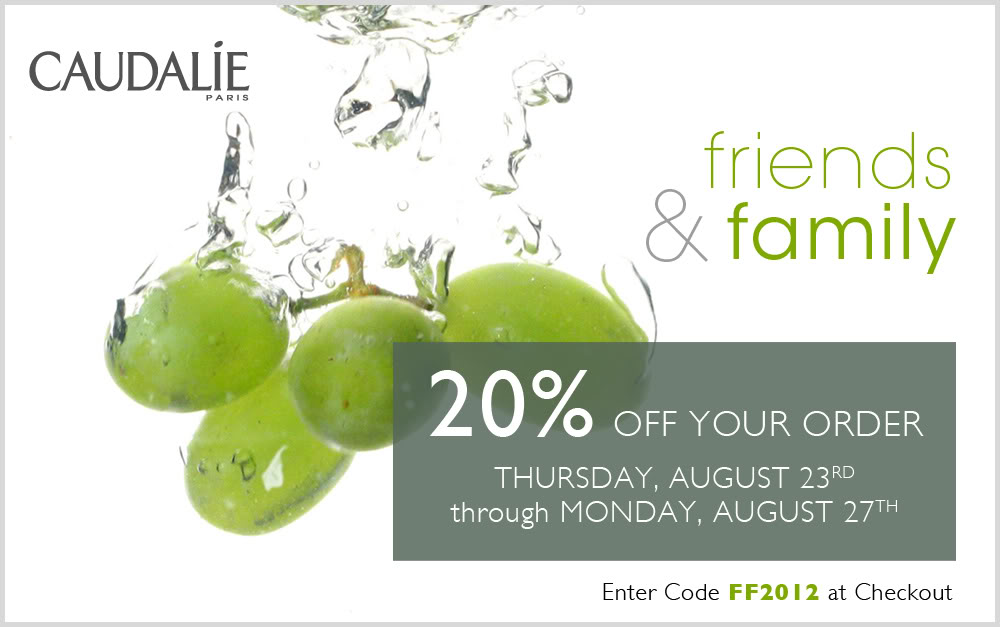 CAUDALÍE
PARIS
friends
& family
20% OFF YOUR ORDER
THURSDAY, AUGUST 23RD
through MONDAY, AUGUST 27TH
Enter Code FF2012 at Checkout